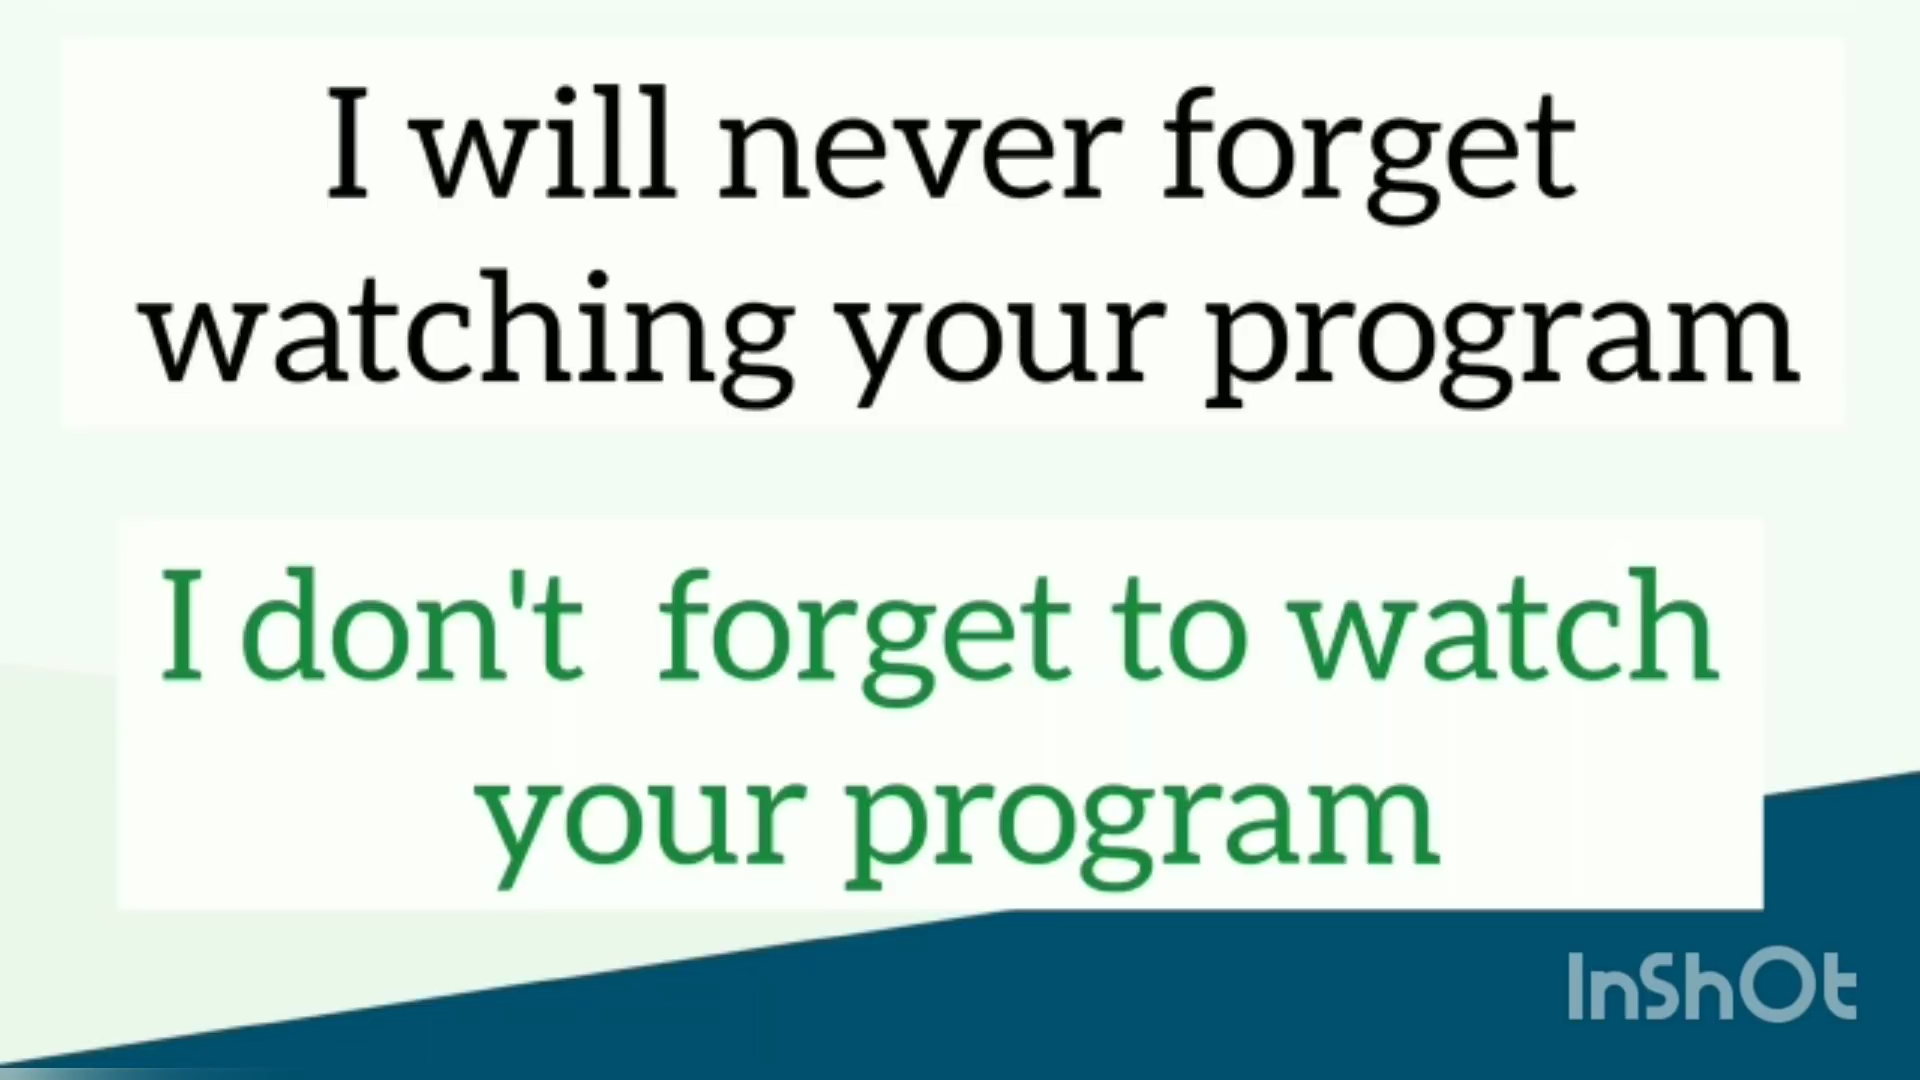 I will never forget
watching your program
I don't  forget to watch
your program
InShOt